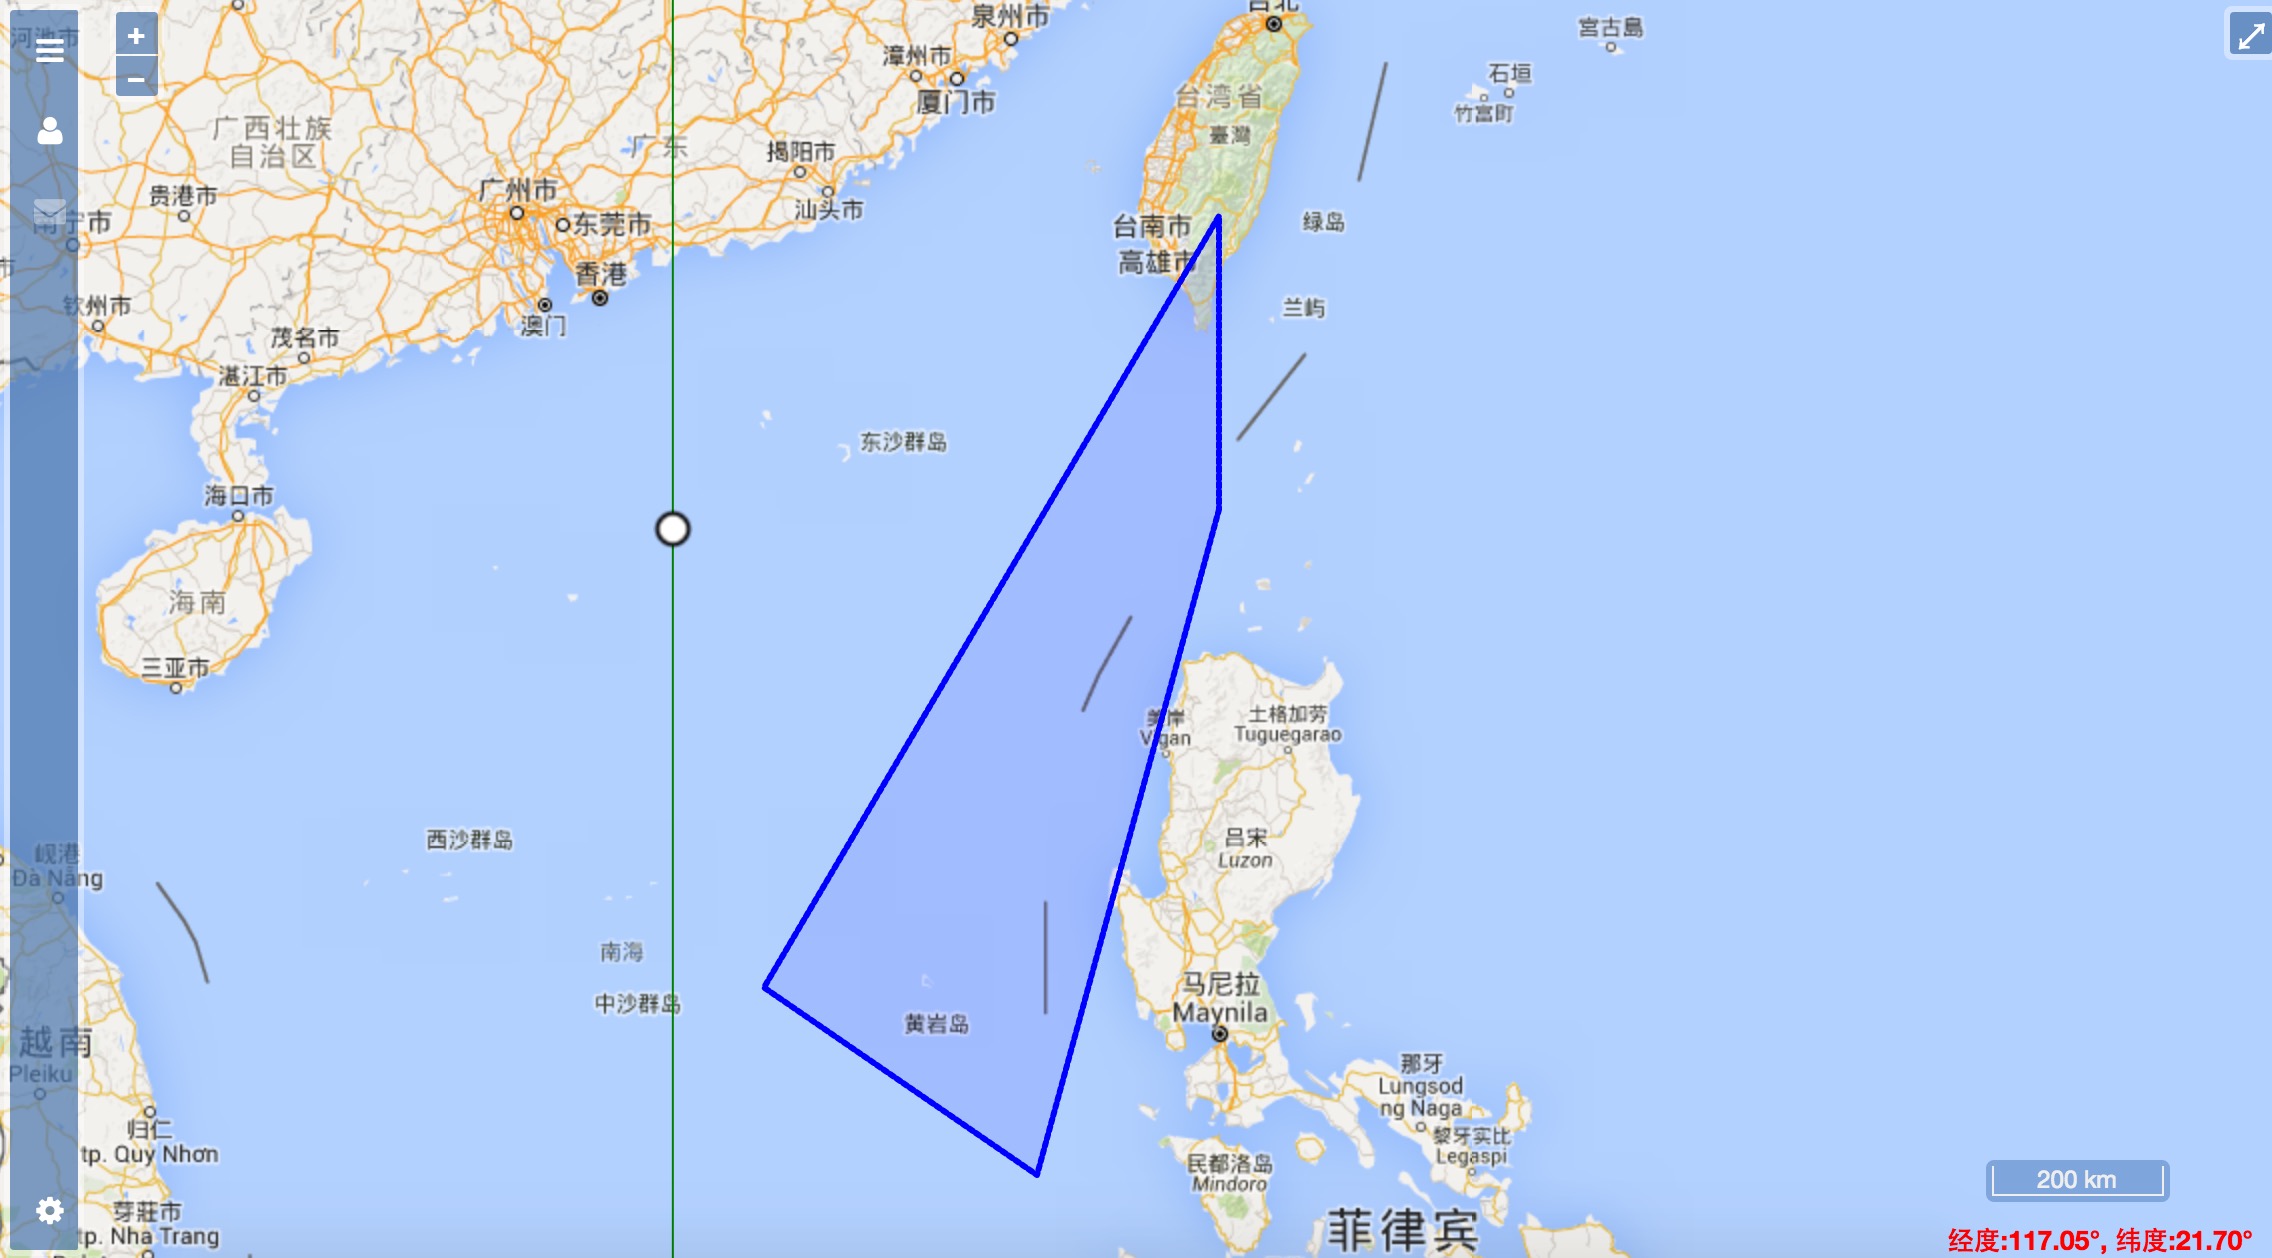 台北
泉州市
宮古島
河池市
漳州市
石垣
台湾省
厦门市
竹富町
广西壮族
自治区
广东
臺灣
揭阳市
广州市
贵港市
汕头市
南宁市
东莞市
台南市
绿岛
高雄市
香港
市
钦州市
兰屿
澳门
茂名市
湛江市
东沙群岛
海口市
海南
三亚市
美岸
Vigan
土格加劳
Tuguegarao
西沙群岛
吕宋
Luzon
岘港
Đà Nẵng
南海
中沙群岛
黄岩岛
马尼拉
Maynila
越南
Pleiku
那牙
Lungsod
ng Naga
归仁
tp. Quy Nhơn
黎牙实比
Legaspi
民都洛岛
Mindoro
200 km
芽莊市
tp. Nha Trang
菲律宾
经度:117.05°, 纬度:21.70°